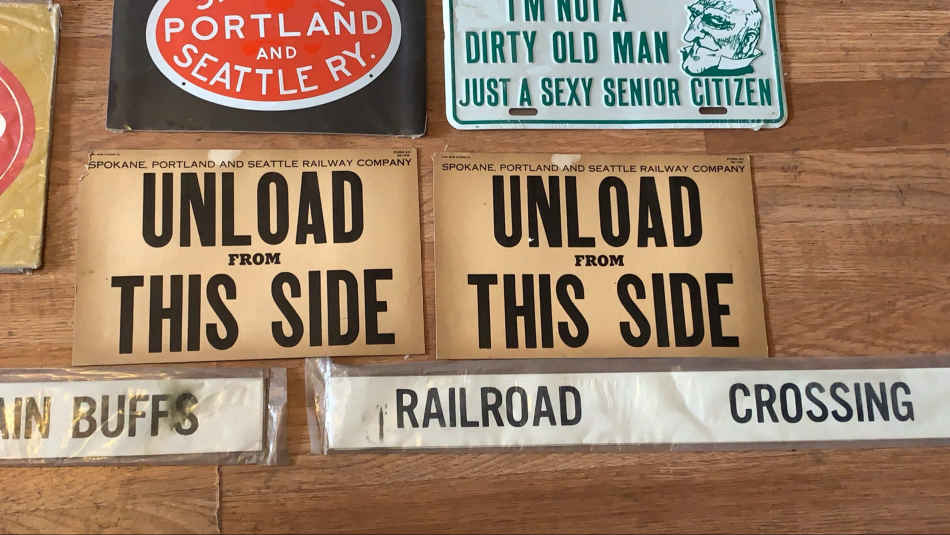 PORTLAND
AND
SEATTLE RY.
I'M NOT A
DIRTY OLD MAN
JUST A SEXY SENIOR CITIZEN
SPOKANE, PORTLAND AND SEATTLE RAILWAY COMPANY
UNLOAD
FROM
THIS SIDE
SPOKANE, PORTLAND AND SEATTLE RAILWAY COMPANY
UNLOAD
FROM
THIS SIDE
AIN BUFFS
RAILROAD CROSSING